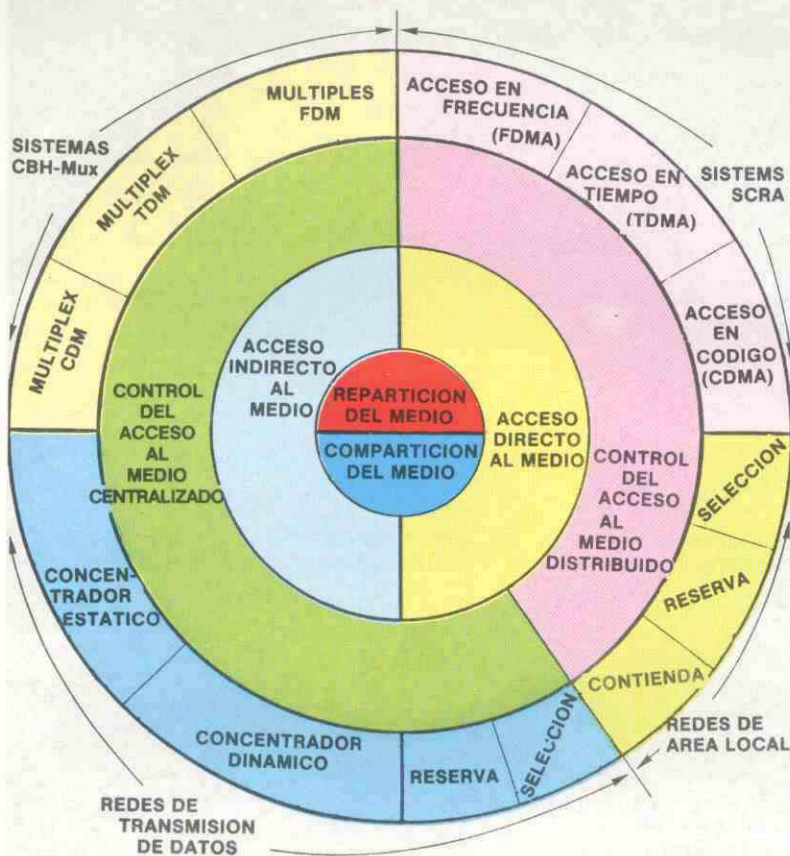 MULTIPLES
FDM
ACCESO EN
FRECUENCIA
(FDMA)
SISTEMAS
CBH-Mux
MULTIPLEX
TDM
ACCESO EN
TIEMPO
(TDMA)
SISTEMS
SCRA
MULTIPLEX
CDM
ACCESO
EN
CODIGO
(CDMA)
ACCESO
INDIRECTO
AL
MEDIO
REPARTICION
DEL MEDIO
COMPARTICION
DEL MEDIO
ACCESO
DIRECTO
AL MEDIO
CONTROL
DEL
ACCESO
AL
MEDIO
CENTRALIZADO
CONTROL
DEL
ACCESO
AL
MEDIO
DISTRIBUIDO
SELECCION
RESERVA
CONTIENDA
CONCEN-
TRADOR
ESTATICO
CONCENTRADOR
DINAMICO
RESERVA
SELECCION
REDES DE
AREA LOCAL
REDES DE
TRANSMISION
DE DATOS